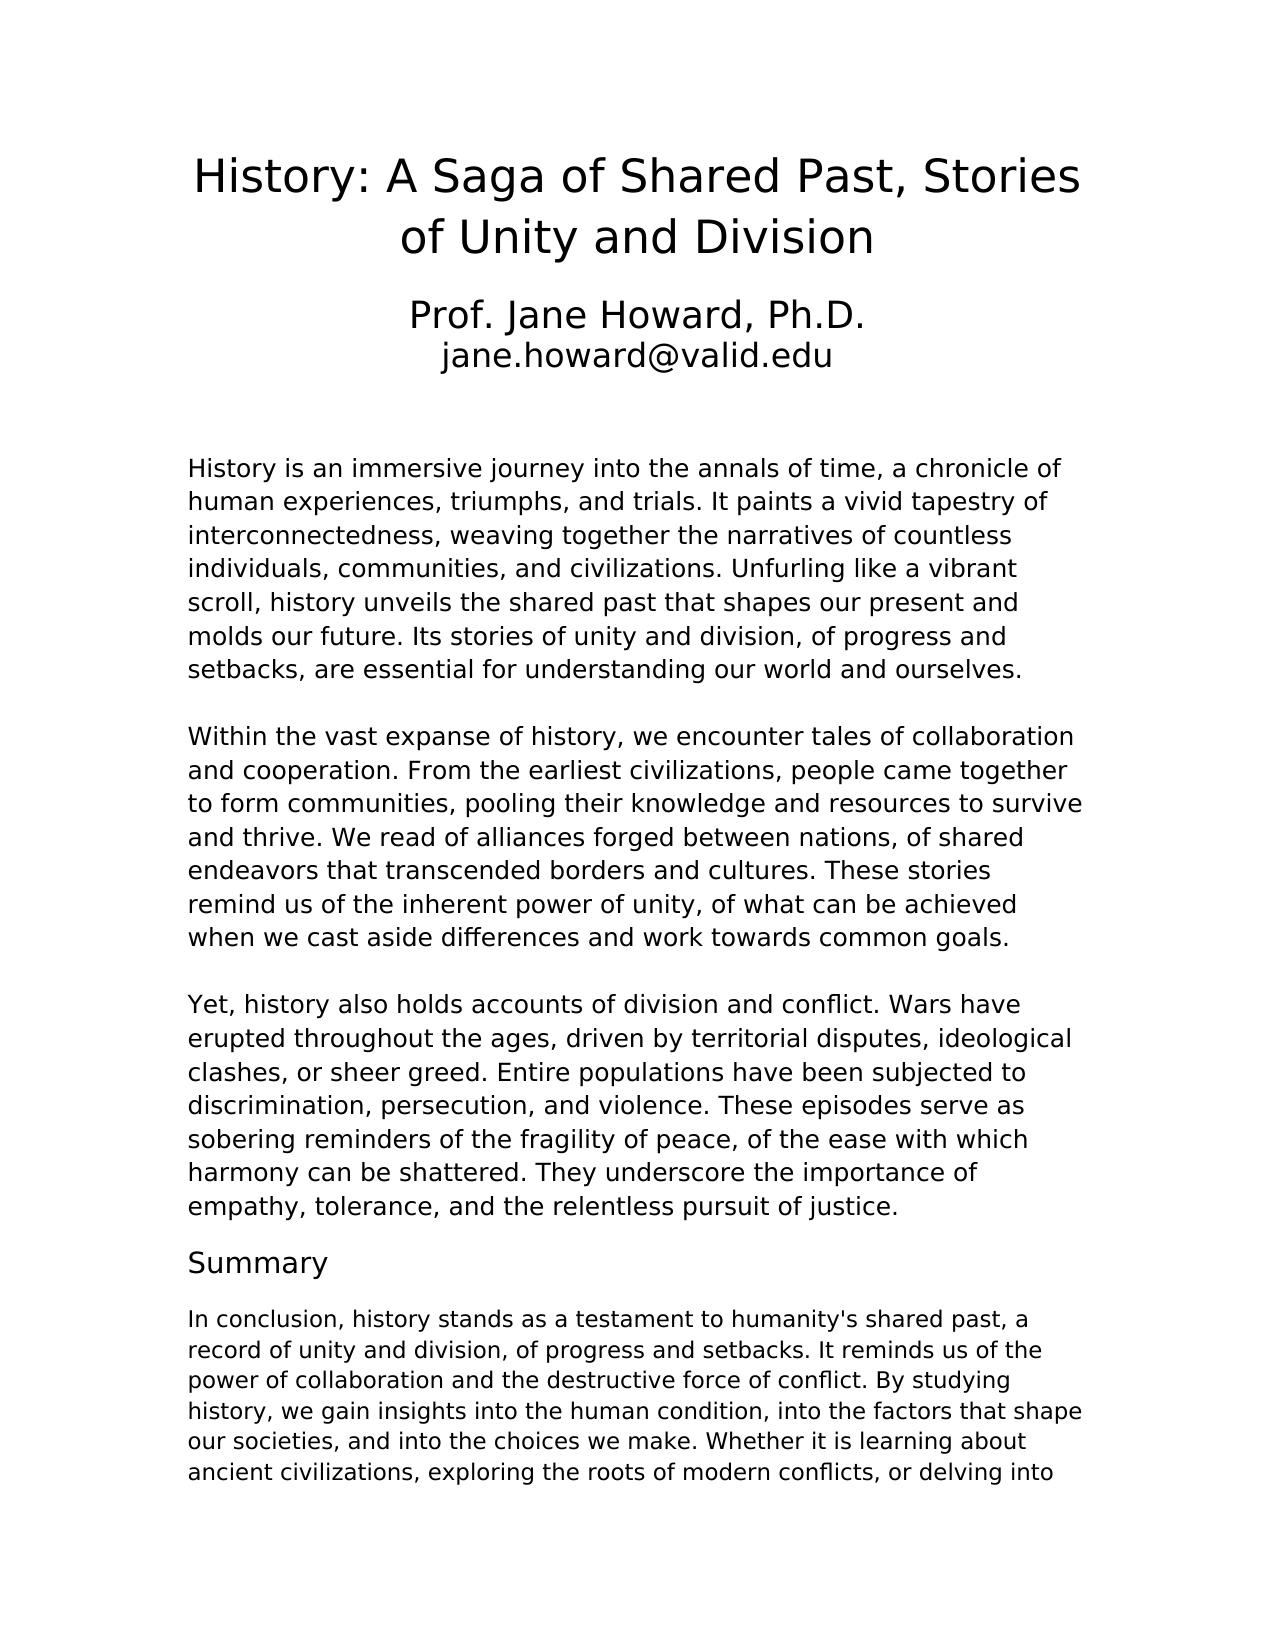 History: A Saga of Shared Past, Stories
of Unity and Division
Prof. Jane Howard, Ph.D.
jane.howard@valid.edu
History is an immersive journey into the annals of time, a chronicle of
human experiences, triumphs, and trials. It paints a vivid tapestry of
interconnectedness, weaving together the narratives of countless
individuals, communities, and civilizations. Unfurling like a vibrant
scroll, history unveils the shared past that shapes our present and
molds our future. Its stories of unity and division, of progress and
setbacks, are essential for understanding our world and ourselves.
Within the vast expanse of history, we encounter tales of collaboration
and cooperation. From the earliest civilizations, people came together
to form communities, pooling their knowledge and resources to survive
and thrive. We read of alliances forged between nations, of shared
endeavors that transcended borders and cultures. These stories
remind us of the inherent power of unity, of what can be achieved
when we cast aside differences and work towards common goals.
Yet, history also holds accounts of division and conflict. Wars have
erupted throughout the ages, driven by territorial disputes, ideological
clashes, or sheer greed. Entire populations have been subjected to
discrimination, persecution, and violence. These episodes serve as
sobering reminders of the fragility of peace, of the ease with which
harmony can be shattered. They underscore the importance of
empathy, tolerance, and the relentless pursuit of justice.
Summary
In conclusion, history stands as a testament to humanity's shared past, a
record of unity and division, of progress and setbacks. It reminds us of the
power of collaboration and the destructive force of conflict. By studying
history, we gain insights into the human condition, into the factors that shape
our societies, and into the choices we make. Whether it is learning about
ancient civilizations, exploring the roots of modern conflicts, or delving into